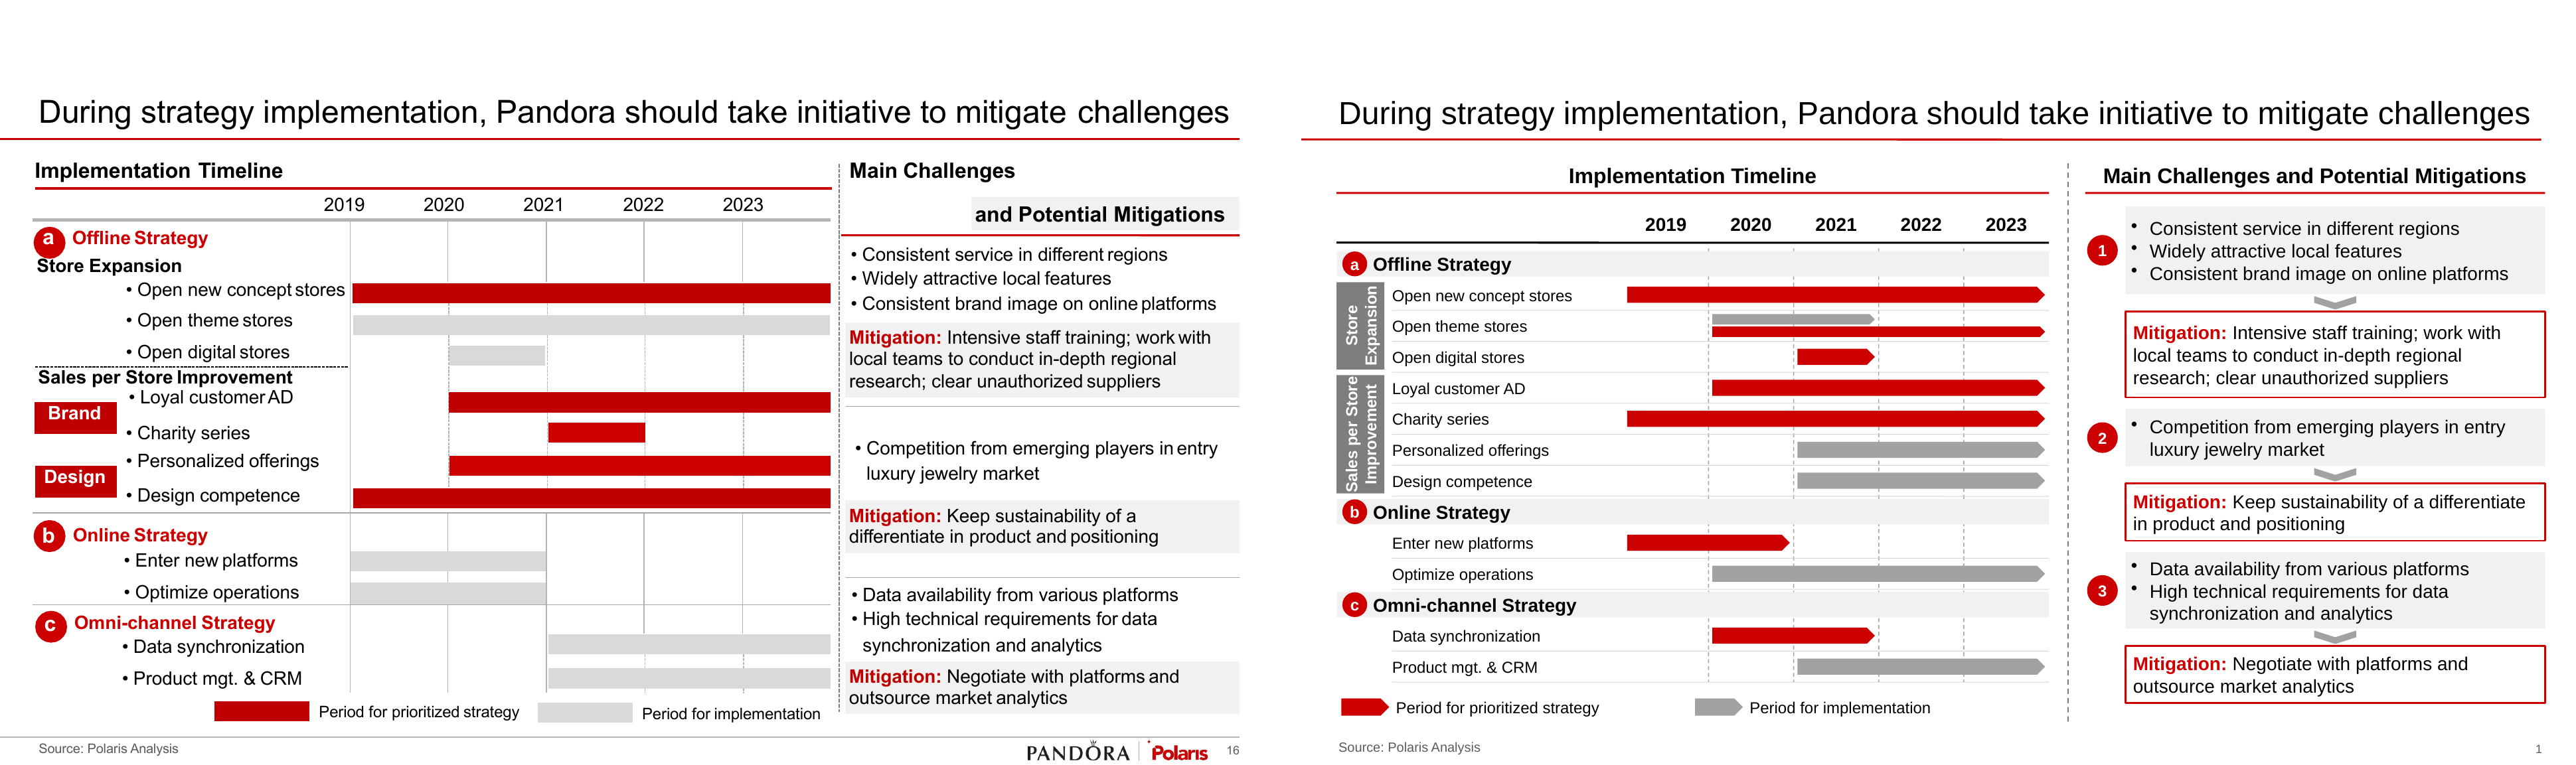 During strategy implementation, Pandora should take initiative to mitigate challenges
Implementation Timeline
2019 2020 2021 2022 2023
a Offline Strategy
Store Expansion
• Open new concept stores
• Open theme stores
• Open digital stores
Sales per Store Improvement
Brand
• Loyal customer AD
• Charity series
Design
• Personalized offerings
• Design competence
b Online Strategy
• Enter new platforms
• Optimize operations
c Omni-channel Strategy
• Data synchronization
• Product mgt. & CRM
Period for prioritized strategy Period for implementation
Main Challenges
and Potential Mitigations
• Consistent service in different regions
• Widely attractive local features
• Consistent brand image on online platforms
Mitigation: Intensive staff training; work with
local teams to conduct in-depth regional
research; clear unauthorized suppliers
• Competition from emerging players in entry
luxury jewelry market
Mitigation: Keep sustainability of a
differentiate in product and positioning
• Data availability from various platforms
• High technical requirements for data
synchronization and analytics
Mitigation: Negotiate with platforms and
outsource market analytics
Source: Polaris Analysis
PANDORA Polaris 16
During strategy implementation, Pandora should take initiative to mitigate challenges
Implementation Timeline
2019 2020 2021 2022 2023
a Offline Strategy
Store
Expansion
Open new concept stores
Open theme stores
Open digital stores
Sales per Store
Improvement
Loyal customer AD
Charity series
Personalized offerings
Design competence
b Online Strategy
Enter new platforms
Optimize operations
c Omni-channel Strategy
Data synchronization
Product mgt. & CRM
Period for prioritized strategy Period for implementation
Main Challenges and Potential Mitigations
1
• Consistent service in different regions
• Widely attractive local features
• Consistent brand image on online platforms
Mitigation: Intensive staff training; work with
local teams to conduct in-depth regional
research; clear unauthorized suppliers
2
• Competition from emerging players in entry
luxury jewelry market
Mitigation: Keep sustainability of a differentiate
in product and positioning
3
• Data availability from various platforms
• High technical requirements for data
synchronization and analytics
Mitigation: Negotiate with platforms and
outsource market analytics
Source: Polaris Analysis
1